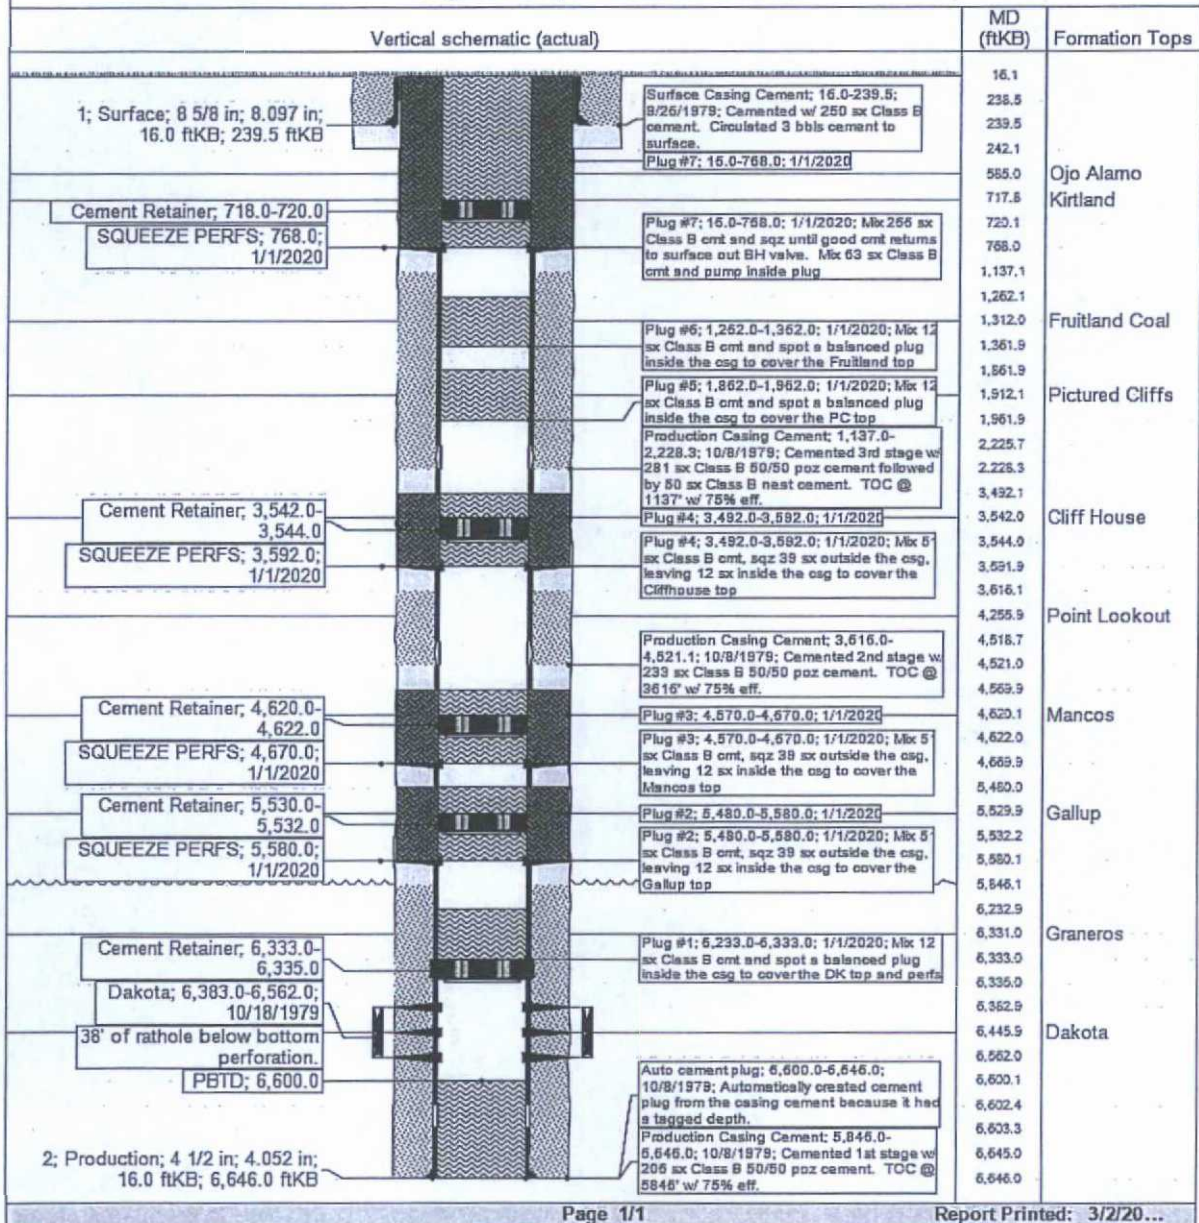 Vertical schematic (actual)
MD
(ftKB)
Formation Tops
1; Surface; 8 5/8 in; 8.097 in;
16.0 ftKB; 239.5 ftKB
Cement Retainer; 718.0-720.0
SQUEEZE PERFS; 768.0;
1/1/2020
Cement Retainer; 3,542.0-
3,544.0
SQUEEZE PERFS; 3,592.0;
1/1/2020
Cement Retainer; 4,620.0-
4,622.0
SQUEEZE PERFS; 4,670.0;
1/1/2020
Cement Retainer; 5,530.0-
5,532.0
SQUEEZE PERFS; 5,580.0;
1/1/2020
Cement Retainer; 6,333.0-
6,335.0
Dakota; 6,383.0-6,562.0;
10/18/1979
38' of rathole below bottom
perforation.
PBTD; 6,600.0
2; Production; 4 1/2 in; 4.052 in;
16.0 ftKB; 6,646.0 ftKB
Surface Casing Cement; 16.0-239.5;
9/26/1979; Cemented w/ 250 sx Class B
cement. Circulated 3 bbls cement to
surface.
Plug #7; 16.0-768.0; 1/1/2020
Plug #7; 16.0-768.0; 1/1/2020; Mix 266 sx
Class B cmt and sqz until good cmt returns
to surface out BH valve. Mix 63 sx Class B
cmt and pump inside plug
Plug #6; 1,262.0-1,362.0; 1/1/2020; Mix 12
sx Class B cmt and spot a balanced plug
inside the csg to cover the Fruitland top
Plug #5; 1,862.0-1,962.0; 1/1/2020; Mix 12
sx Class B cmt and spot a balanced plug
inside the csg to cover the PC top
Production Casing Cement; 1,137.0-
2,228.3; 10/8/1979; Cemented 3rd stage w/
281 sx Class B 50/50 poz cement followed
by 50 sx Class B nest cement. TOC @
1137' w/ 75% eff.
Plug #4; 3,492.0-3,592.0; 1/1/2020
Plug #4; 3,492.0-3,592.0; 1/1/2020; Mix 51
sx Class B cmt, sqz 39 sx outside the csg,
leaving 12 sx inside the csg to cover the
Cliffhouse top
Production Casing Cement; 3,616.0-
4,521.1; 10/8/1979; Cemented 2nd stage w/
233 sx Class B 50/50 poz cement. TOC @
3616' w/ 75% eff.
Plug #3; 4,570.0-4,670.0; 1/1/2020
Plug #3; 4,570.0-4,670.0; 1/1/2020; Mix 51
sx Class B cmt, sqz 39 sx outside the csg,
leaving 12 sx inside the csg to cover the
Mancos top
Plug #2; 5,480.0-5,580.0; 1/1/2020
Plug #2; 5,480.0-5,580.0; 1/1/2020; Mix 51
sx Class B cmt, sqz 39 sx outside the csg,
leaving 12 sx inside the csg to cover the
Gallup top
Plug #1; 6,233.0-6,333.0; 1/1/2020; Mix 12
sx Class B cmt and spot a balanced plug
inside the csg to cover the DK top and perfs
Auto cement plug; 6,600.0-6,646.0;
10/8/1979; Automatically created cement
plug from the casing cement because it had
a tagged depth.
Production Casing Cement; 5,846.0-
6,646.0; 10/8/1979; Cemented 1st stage w/
206 sx Class B 50/50 poz cement. TOC @
5846' w/ 75% eff.
16.1
238.5
239.5
242.1
585.0 Ojo Alamo
717.8 Kirtland
720.1
768.0
1,137.1
1,262.1
1,312.0 Fruitland Coal
1,361.9
1,861.9
1,912.1 Pictured Cliffs
1,961.9
2,225.7
2,228.3
3,492.1
3,542.0 Cliff House
3,544.0
3,591.9
3,616.1
4,255.9 Point Lookout
4,518.7
4,521.0
4,569.9
4,620.1 Mancos
4,622.0
4,669.9
5,480.0
5,529.9 Gallup
5,532.2
5,580.1
5,846.1
6,232.9
6,331.0 Graneros
6,333.0
6,335.0
6,382.9
6,445.9 Dakota
6,562.0
6,600.1
6,602.4
6,603.3
6,645.0
6,646.0
Page 1/1
Report Printed: 3/2/20...